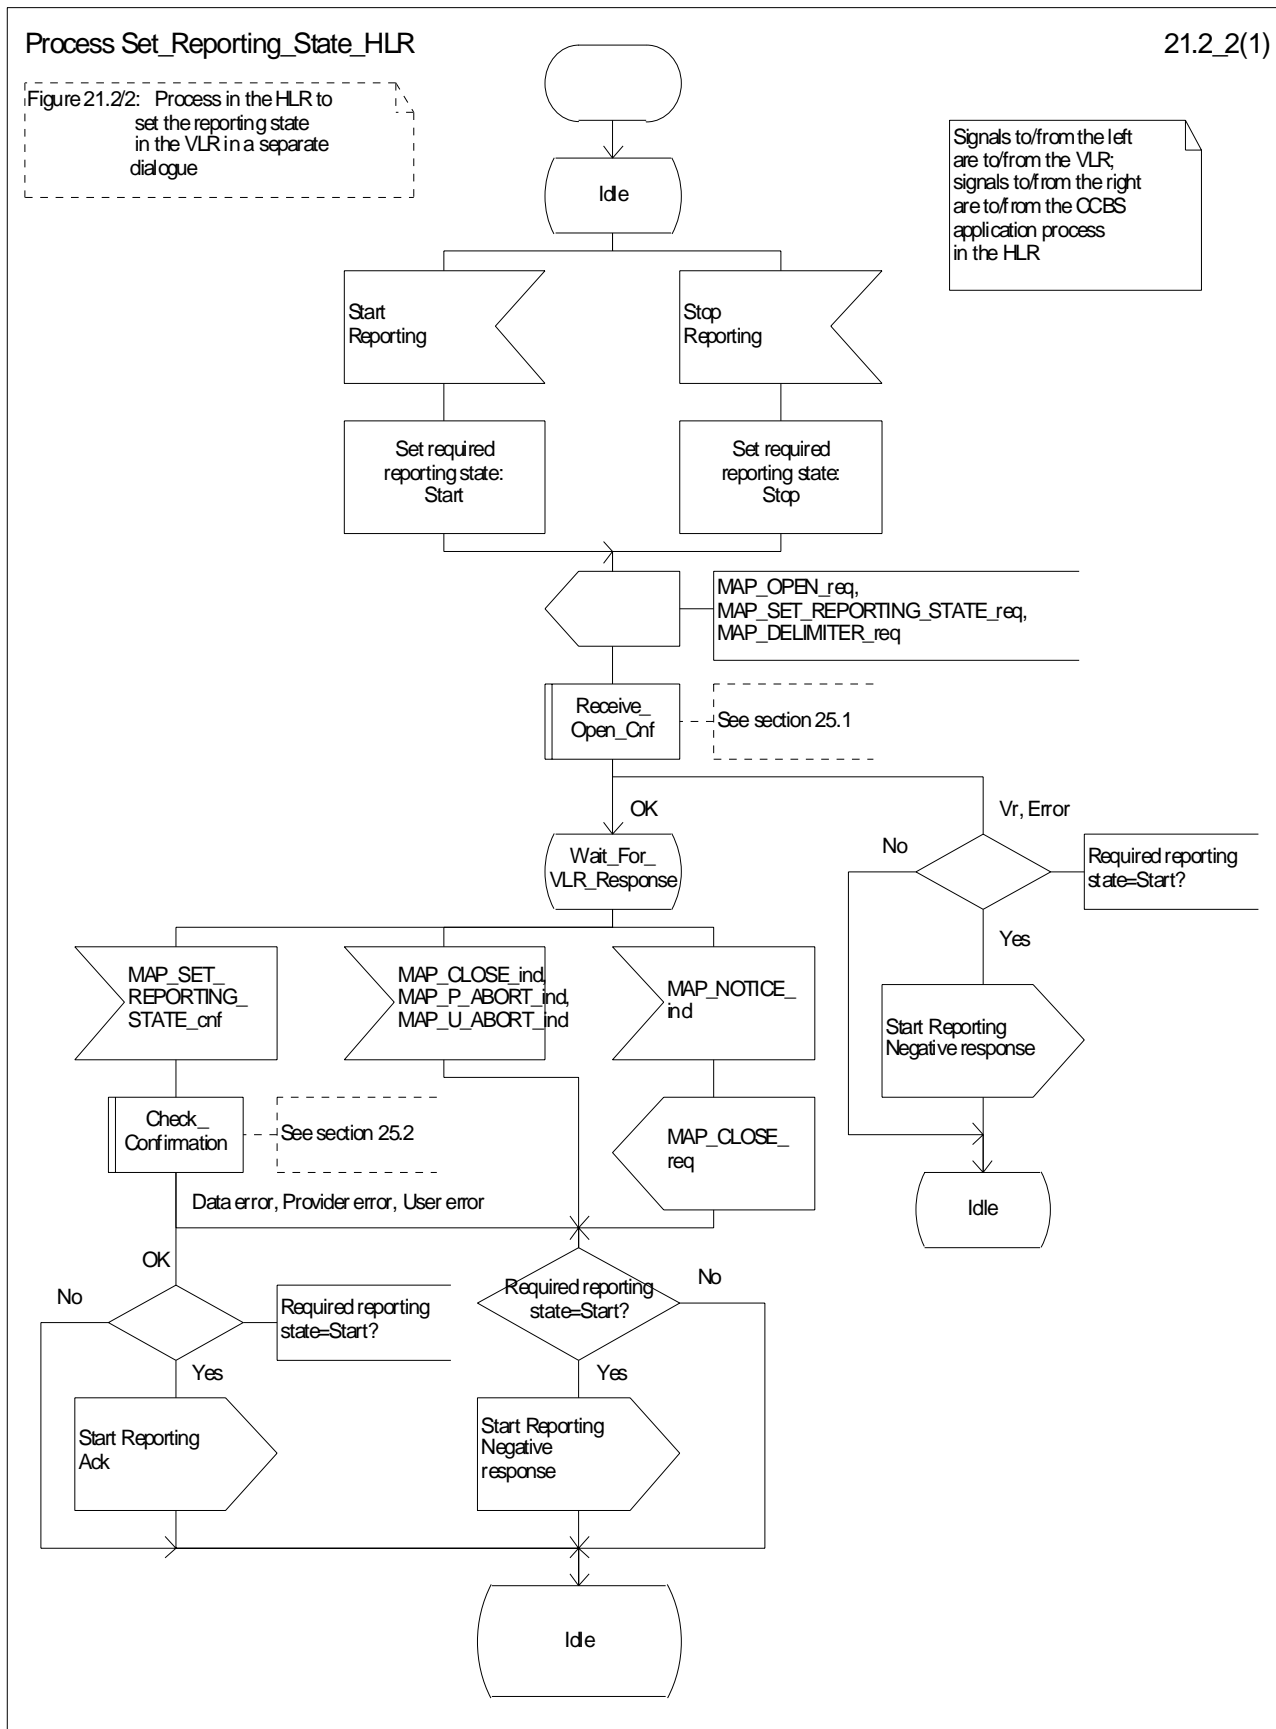 Process Set_Reporting_State_HLR
21.2_2(1)
Figure 21.2/2: Process in the HLR to
set the reporting state
in the VLR in a separate
dialogue
Signals to/from the left
are to/from the VLR;
signals to/from the right
are to/from the CCBS
application process
in the HLR
Idle
Start
Reporting
Stop
Reporting
Set required
reporting state:
Start
Set required
reporting state:
Stop
MAP_OPEN_req,
MAP_SET_REPORTING_STATE_req,
MAP_DELIMITER_req
Receive_
Open_Cnf
See section 25.1
OK
Vr, Error
Wait_For_
VLR_Response
No
Required reporting
state=Start?
Yes
MAP_SET_
REPORTING_
STATE_cnf
MAP_CLOSE_ind,
MAP_P_ABORT_ind,
MAP_U_ABORT_ind
MAP_NOTICE_
ind
Start Reporting
Negative response
Check_
Confirmation
See section 25.2
MAP_CLOSE_
req
Data error, Provider error, User error
Idle
OK
No
Required reporting
state=Start?
Required reporting
state=Start?
No
Yes
Yes
Start Reporting
Ack
Start Reporting
Negative
response
Idle